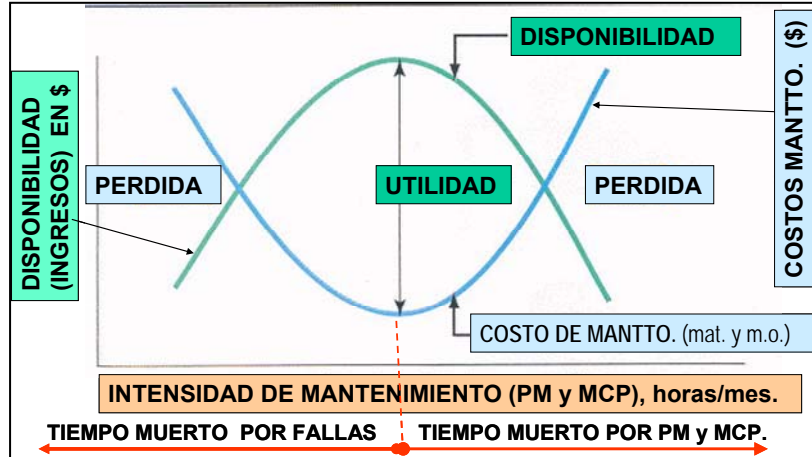 DISPONIBILIDAD
COSTOS MANTTO. ($)
DISPONIBILIDAD
(INGRESOS) EN $
PERDIDA
UTILIDAD
PERDIDA
COSTO DE MANTTO. (mat. y m.o.)
INTENSIDAD DE MANTENIMIENTO (PM y MCP), horas/mes.
TIEMPO MUERTO POR FALLAS
TIEMPO MUERTO POR PM y MCP.